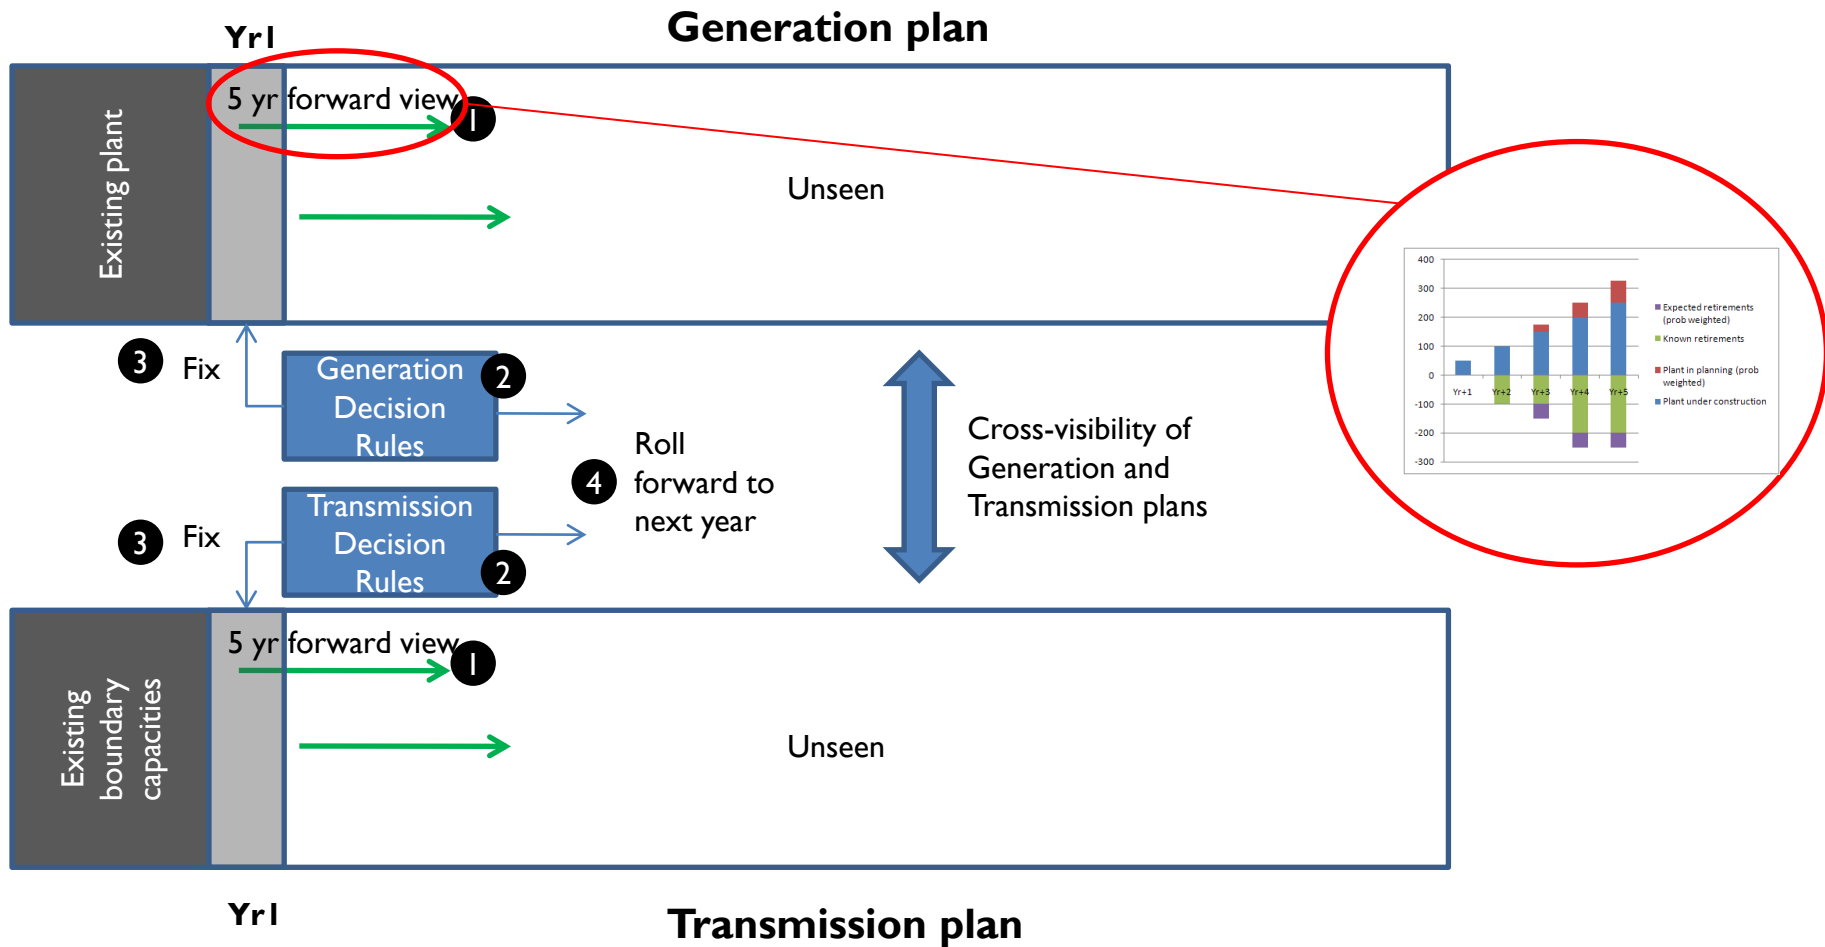 Generation plan
Yr1
5 yr forward view
1
Existing plant
Unseen
400
300
200
100
0
-100
-200
-300
Yr+1
Yr+2
Yr+3
Yr+4
Yr+5
Expected retirements
(prob weighted)
Known retirements
Plant in planning (prob
weighted)
Plant under construction
3
Fix
Generation
Decision
Rules
2
4
Roll
forward to
next year
Cross-visibility of
Generation and
Transmission plans
3
Fix
Transmission
Decision
Rules
2
5 yr forward view
1
Existing
boundary
capacities
Unseen
Yr1
Transmission plan